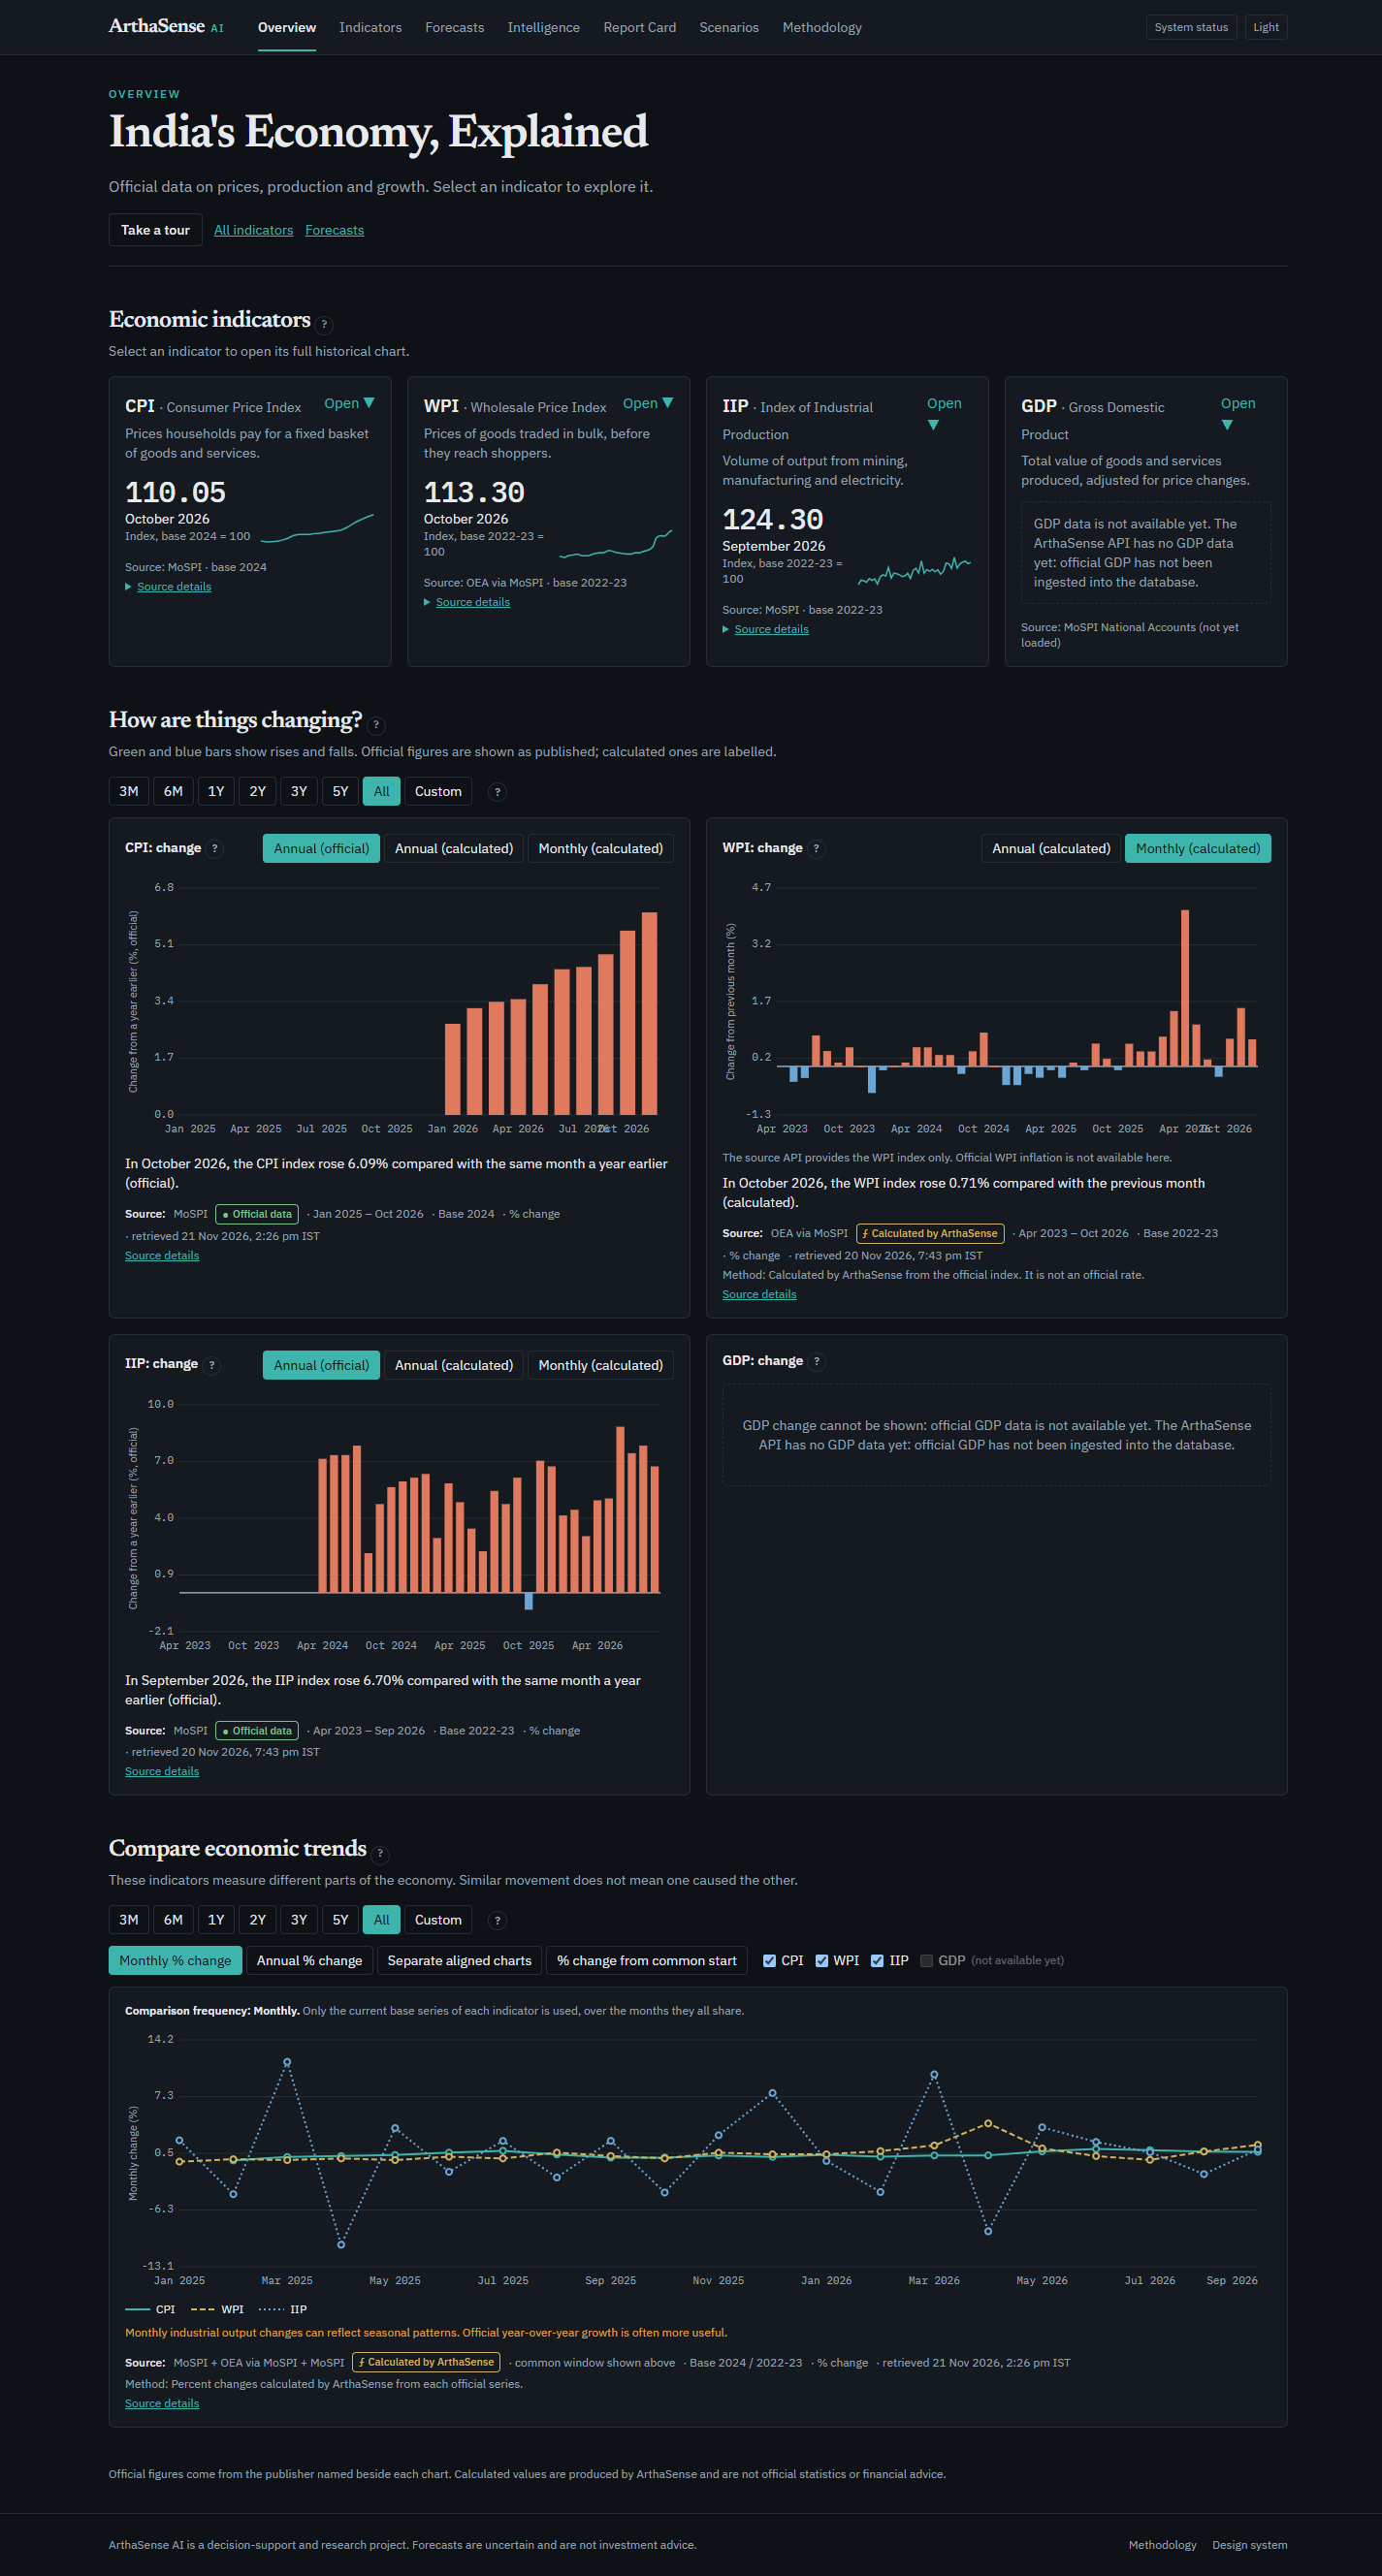 ArthaSense AI
Overview
Indicators
Forecasts
Intelligence
Report Card
Scenarios
Methodology
System status
Light
OVERVIEW
India's Economy, Explained
Official data on prices, production and growth. Select an indicator to explore it.
Take a tour
All indicators
Forecasts
Economic indicators ?
Select an indicator to open its full historical chart.
CPI · Consumer Price Index
Open ▼
Prices households pay for a fixed basket
of goods and services.
110.05
October 2026
Index, base 2024 = 100
Source: MoSPI · base 2024
▶ Source details
WPI · Wholesale Price Index
Open ▼
Prices of goods traded in bulk, before
they reach shoppers.
113.30
October 2026
Index, base 2022-23 =
100
Source: OEA via MoSPI · base 2022-23
▶ Source details
IIP · Index of Industrial
Production
Open
▼
Volume of output from mining,
manufacturing and electricity.
124.30
September 2026
Index, base 2022-23 =
100
Source: MoSPI · base 2022-23
▶ Source details
GDP · Gross Domestic
Product
Open
▼
Total value of goods and services
produced, adjusted for price changes.
GDP data is not available yet. The
ArthaSense API has no GDP data
yet: official GDP has not been
ingested into the database.
Source: MoSPI National Accounts (not yet
loaded)
How are things changing? ?
Green and blue bars show rises and falls. Official figures are shown as published; calculated ones are labelled.
3M 6M 1Y 2Y 3Y 5Y All Custom ?
CPI: change ?
Annual (official) Annual (calculated) Monthly (calculated)
Change from a year earlier (%, official)
6.8
5.1
3.4
1.7
0.0
Jan 2025 Apr 2025 Jul 2025 Oct 2025 Jan 2026 Apr 2026 Jul 2026 Oct 2026
In October 2026, the CPI index rose 6.09% compared with the same month a year earlier
(official).
Source: MoSPI ● Official data · Jan 2025 – Oct 2026 · Base 2024 · % change
· retrieved 21 Nov 2026, 2:26 pm IST
Source details
WPI: change ?
Annual (calculated) Monthly (calculated)
Change from previous month (%)
4.7
3.2
1.7
0.2
-1.3
Apr 2023 Oct 2023 Apr 2024 Oct 2024 Apr 2025 Oct 2025 Apr 2026 Oct 2026
The source API provides the WPI index only. Official WPI inflation is not available here.
In October 2026, the WPI index rose 0.71% compared with the previous month
(calculated).
Source: OEA via MoSPI ƒ Calculated by ArthaSense · Apr 2023 – Oct 2026 · Base 2022-23
· % change · retrieved 20 Nov 2026, 7:43 pm IST
Method: Calculated by ArthaSense from the official index. It is not an official rate.
Source details
IIP: change ?
Annual (official) Annual (calculated) Monthly (calculated)
Change from a year earlier (%, official)
10.0
7.0
4.0
0.9
-2.1
Apr 2023 Oct 2023 Apr 2024 Oct 2024 Apr 2025 Oct 2025 Apr 2026
In September 2026, the IIP index rose 6.70% compared with the same month a year
earlier (official).
Source: MoSPI ● Official data · Apr 2023 – Sep 2026 · Base 2022-23 · % change
· retrieved 20 Nov 2026, 7:43 pm IST
Source details
GDP: change ?
GDP change cannot be shown: official GDP data is not available yet. The ArthaSense
API has no GDP data yet: official GDP has not been ingested into the database.
Compare economic trends ?
These indicators measure different parts of the economy. Similar movement does not mean one caused the other.
3M 6M 1Y 2Y 3Y 5Y All Custom ?
Monthly % change Annual % change Separate aligned charts % change from common start CPI WPI IIP GDP (not available yet)
Comparison frequency: Monthly. Only the current base series of each indicator is used, over the months they all share.
Monthly change (%)
14.2
7.3
0.5
-6.3
-13.1
Jan 2025 Mar 2025 May 2025 Jul 2025 Sep 2025 Nov 2025 Jan 2026 Mar 2026 May 2026 Jul 2026 Sep 2026
CPI WPI IIP
Monthly industrial output changes can reflect seasonal patterns. Official year-over-year growth is often more useful.
Source: MoSPI + OEA via MoSPI + MoSPI ƒ Calculated by ArthaSense · common window shown above · Base 2024 / 2022-23 · % change · retrieved 21 Nov 2026, 2:26 pm IST
Method: Percent changes calculated by ArthaSense from each official series.
Source details
Official figures come from the publisher named beside each chart. Calculated values are produced by ArthaSense and are not official statistics or financial advice.
ArthaSense AI is a decision-support and research project. Forecasts are uncertain and are not investment advice.
Methodology
Design system